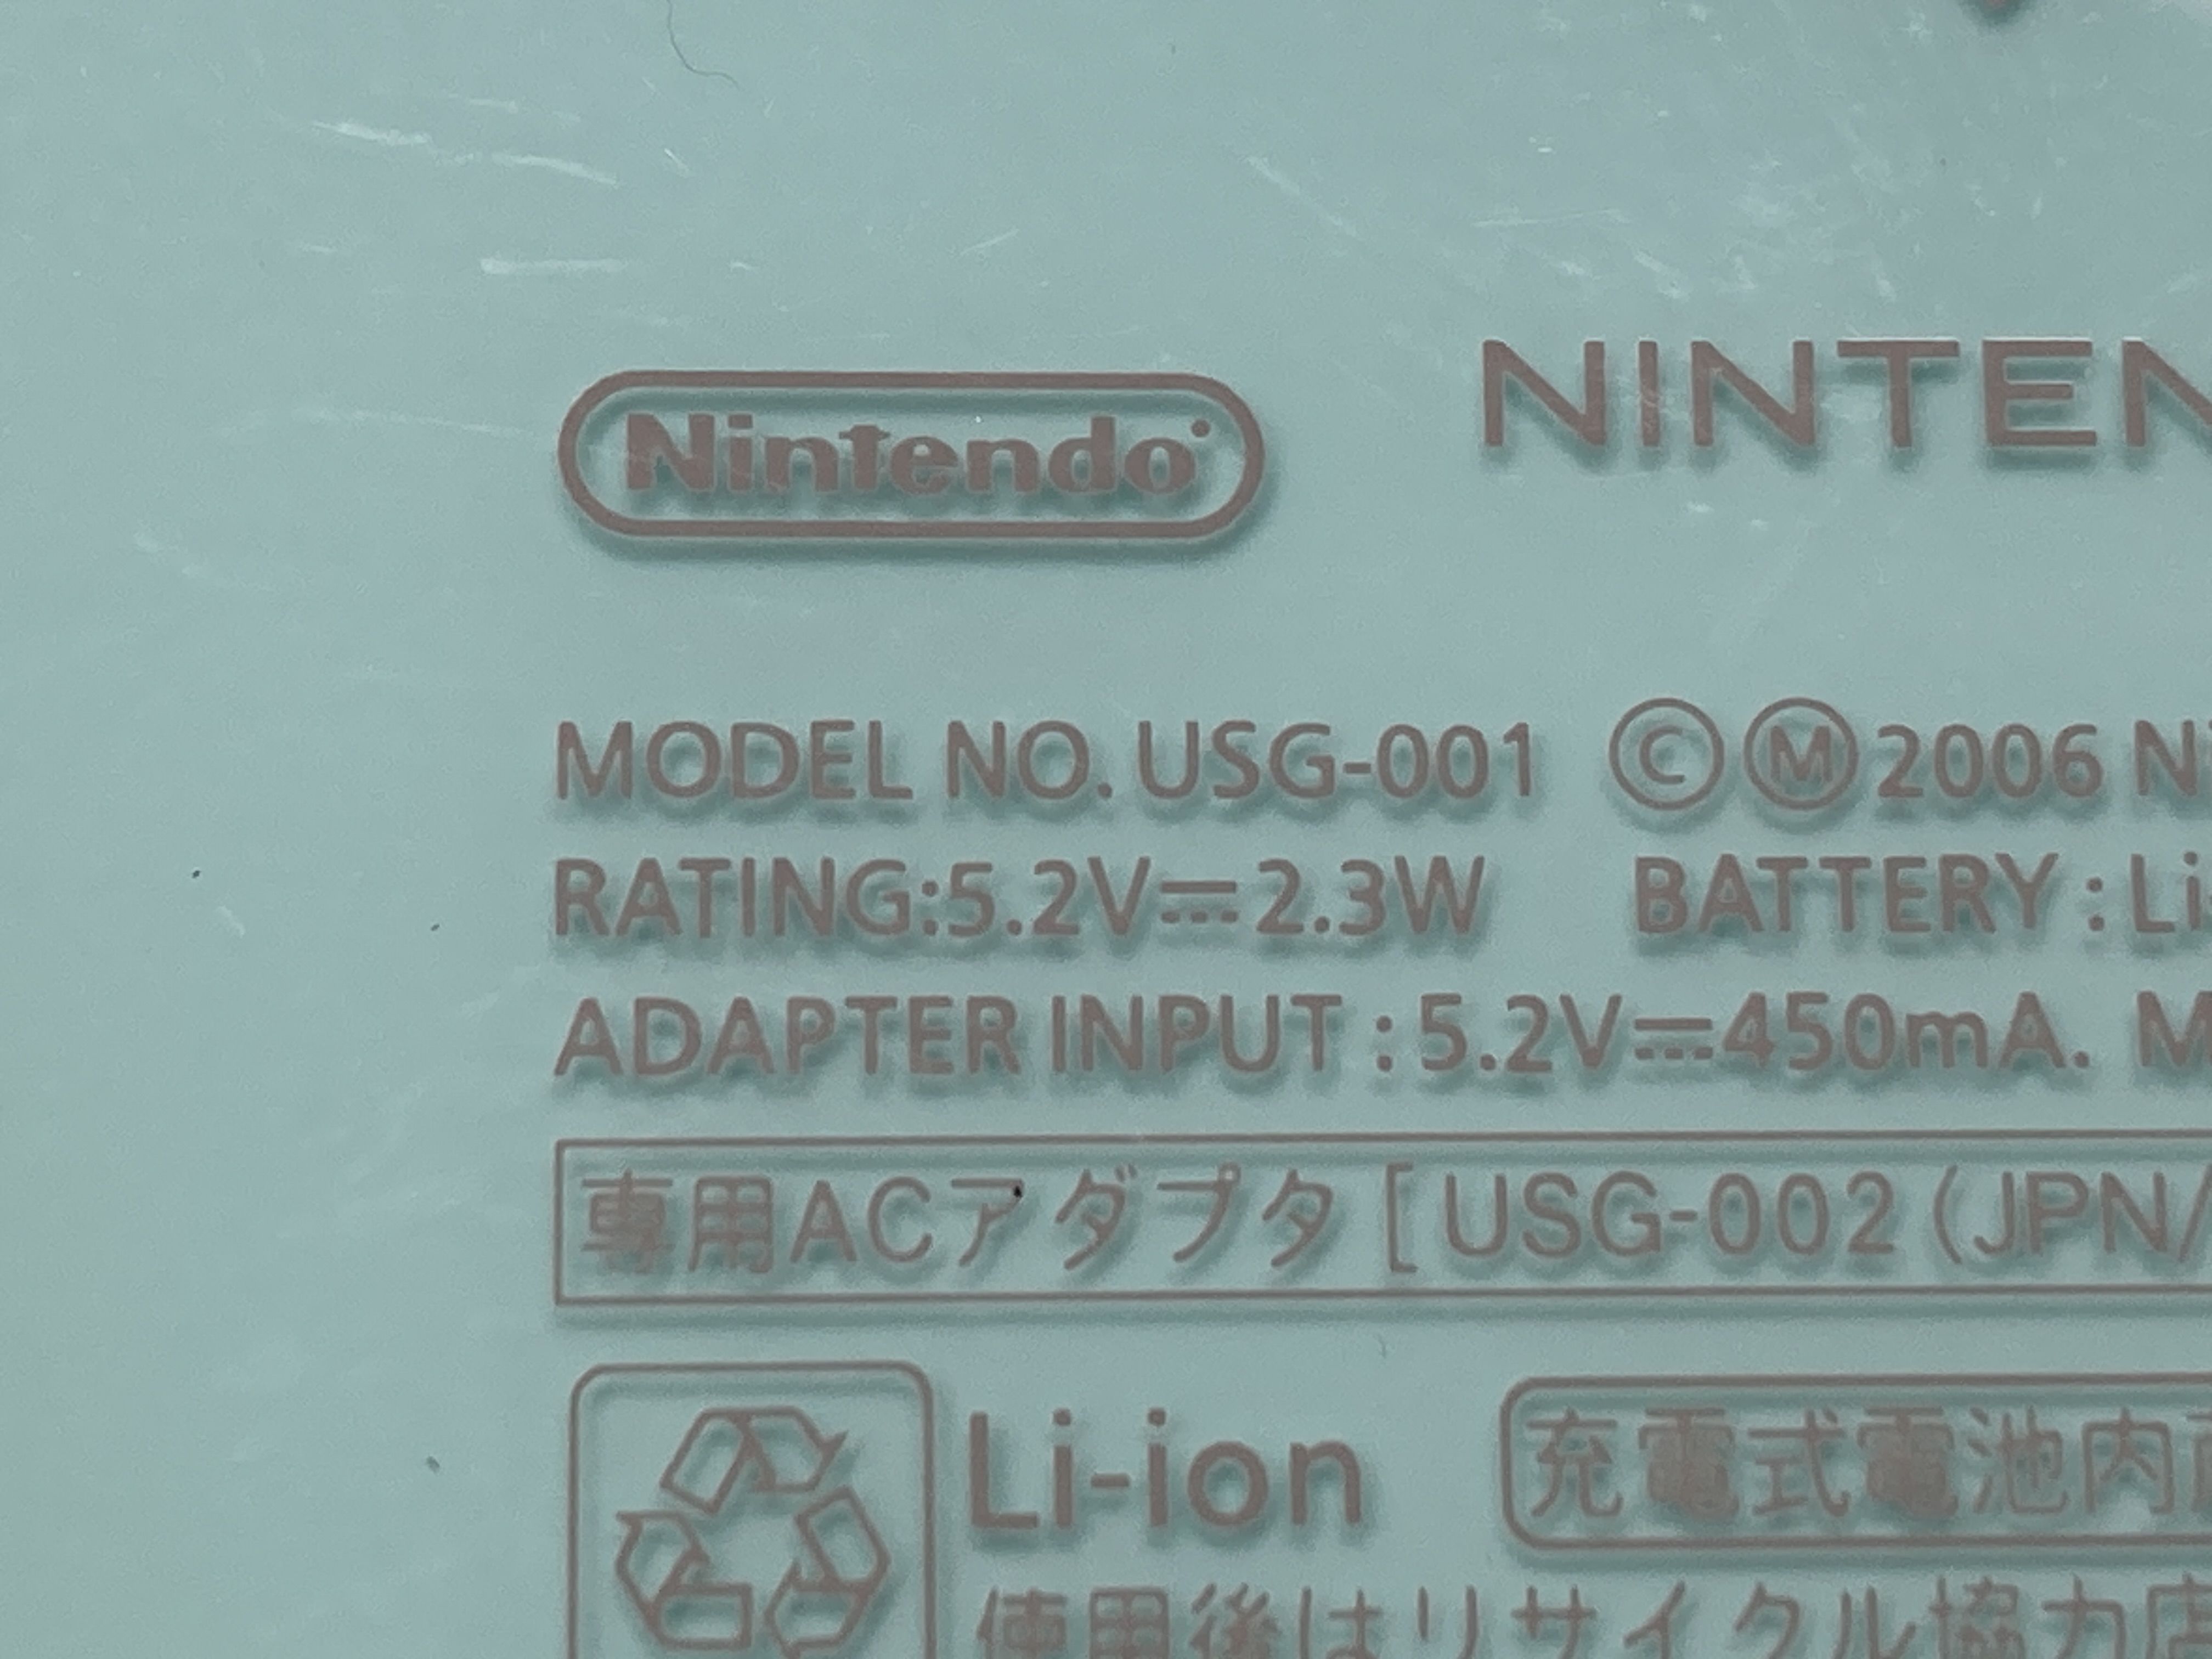 Nintendo
NINTEN
MODEL NO. USG-001 ©Ⓜ2006 N
RATING:5.2V⎓2.3W BATTERY : Li
ADAPTER INPUT : 5.2V⎓450mA. M
専用ACアダプタ [ USG-002 (JPN/
Li-ion 充電式電池内
使用後はリサイクル協力店